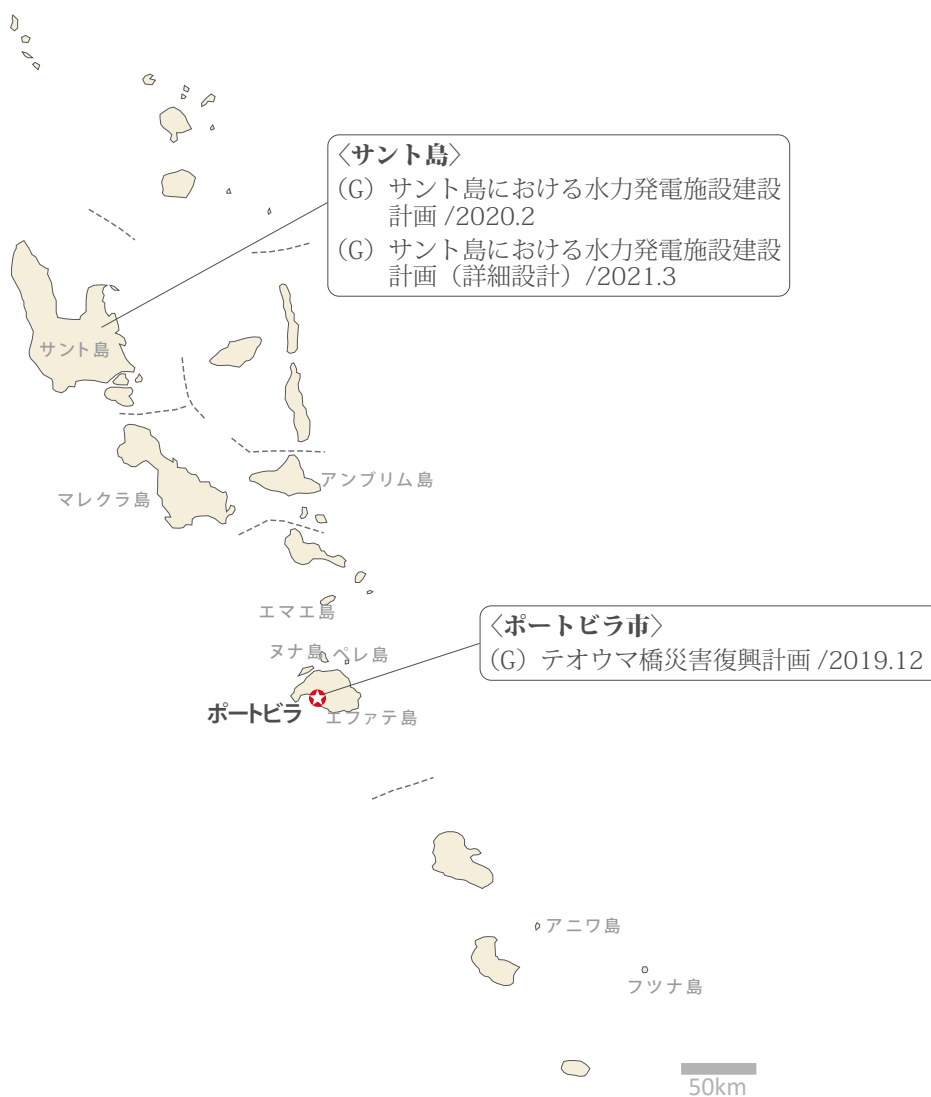 〈サント島〉
（G）サント島における水力発電施設建設
計画 /2020.2
（G）サント島における水力発電施設建設
計画（詳細設計）/2021.3
サント島
アンブリム島
マレクラ島
エマエ島
〈ポートビラ市〉
（G）テオウマ橋災害復興計画 /2019.12
ヌナ島
ペレ島
ポートビラ
エファテ島
アニワ島
フツナ島
50km